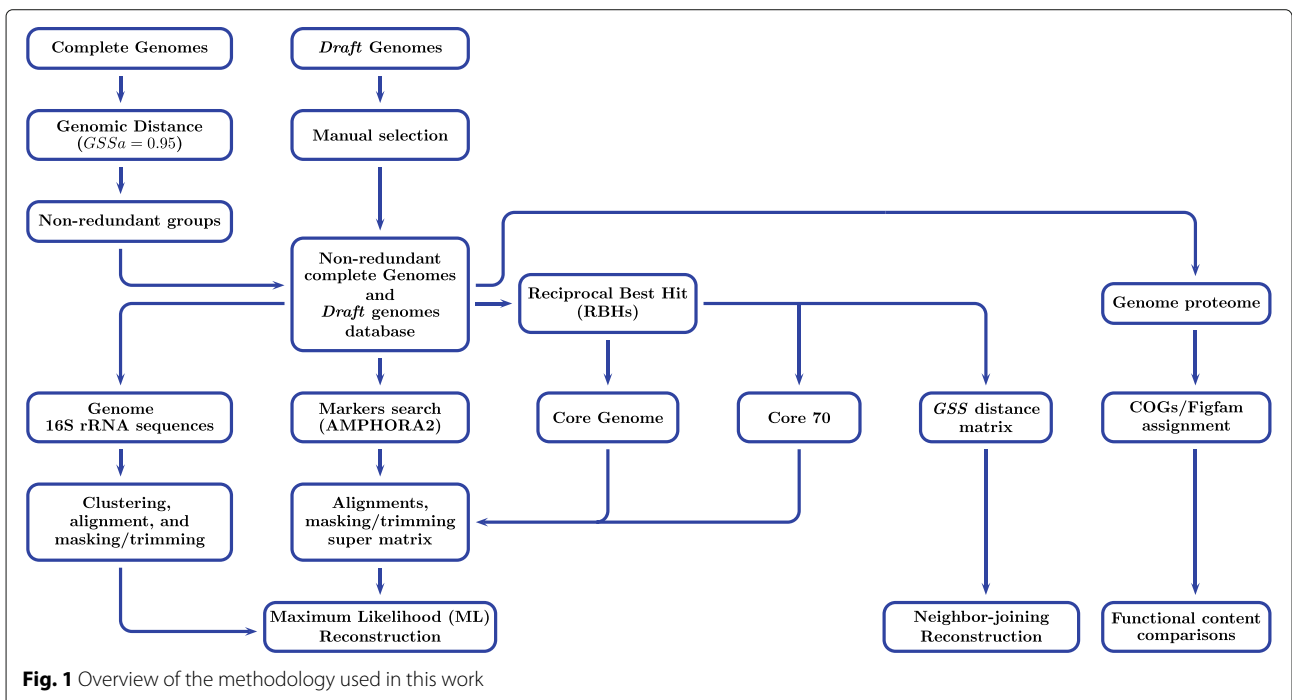 Complete Genomes
Draft Genomes
Genomic Distance
(GSSa = 0.95)
Manual selection
Non-redundant groups
Non-redundant
complete Genomes
and
Draft genomes
database
Reciprocal Best Hit
(RBHs)
Genome proteome
Genome
16S rRNA sequences
Markers search
(AMPHORA2)
Core Genome
Core 70
GSS distance
matrix
COGs/Figfam
assignment
Clustering,
alignment, and
masking/trimming
Alignments,
masking/trimming
super matrix
Maximum Likelihood (ML)
Reconstruction
Neighbor-joining
Reconstruction
Functional content
comparisons
Fig. 1 Overview of the methodology used in this work